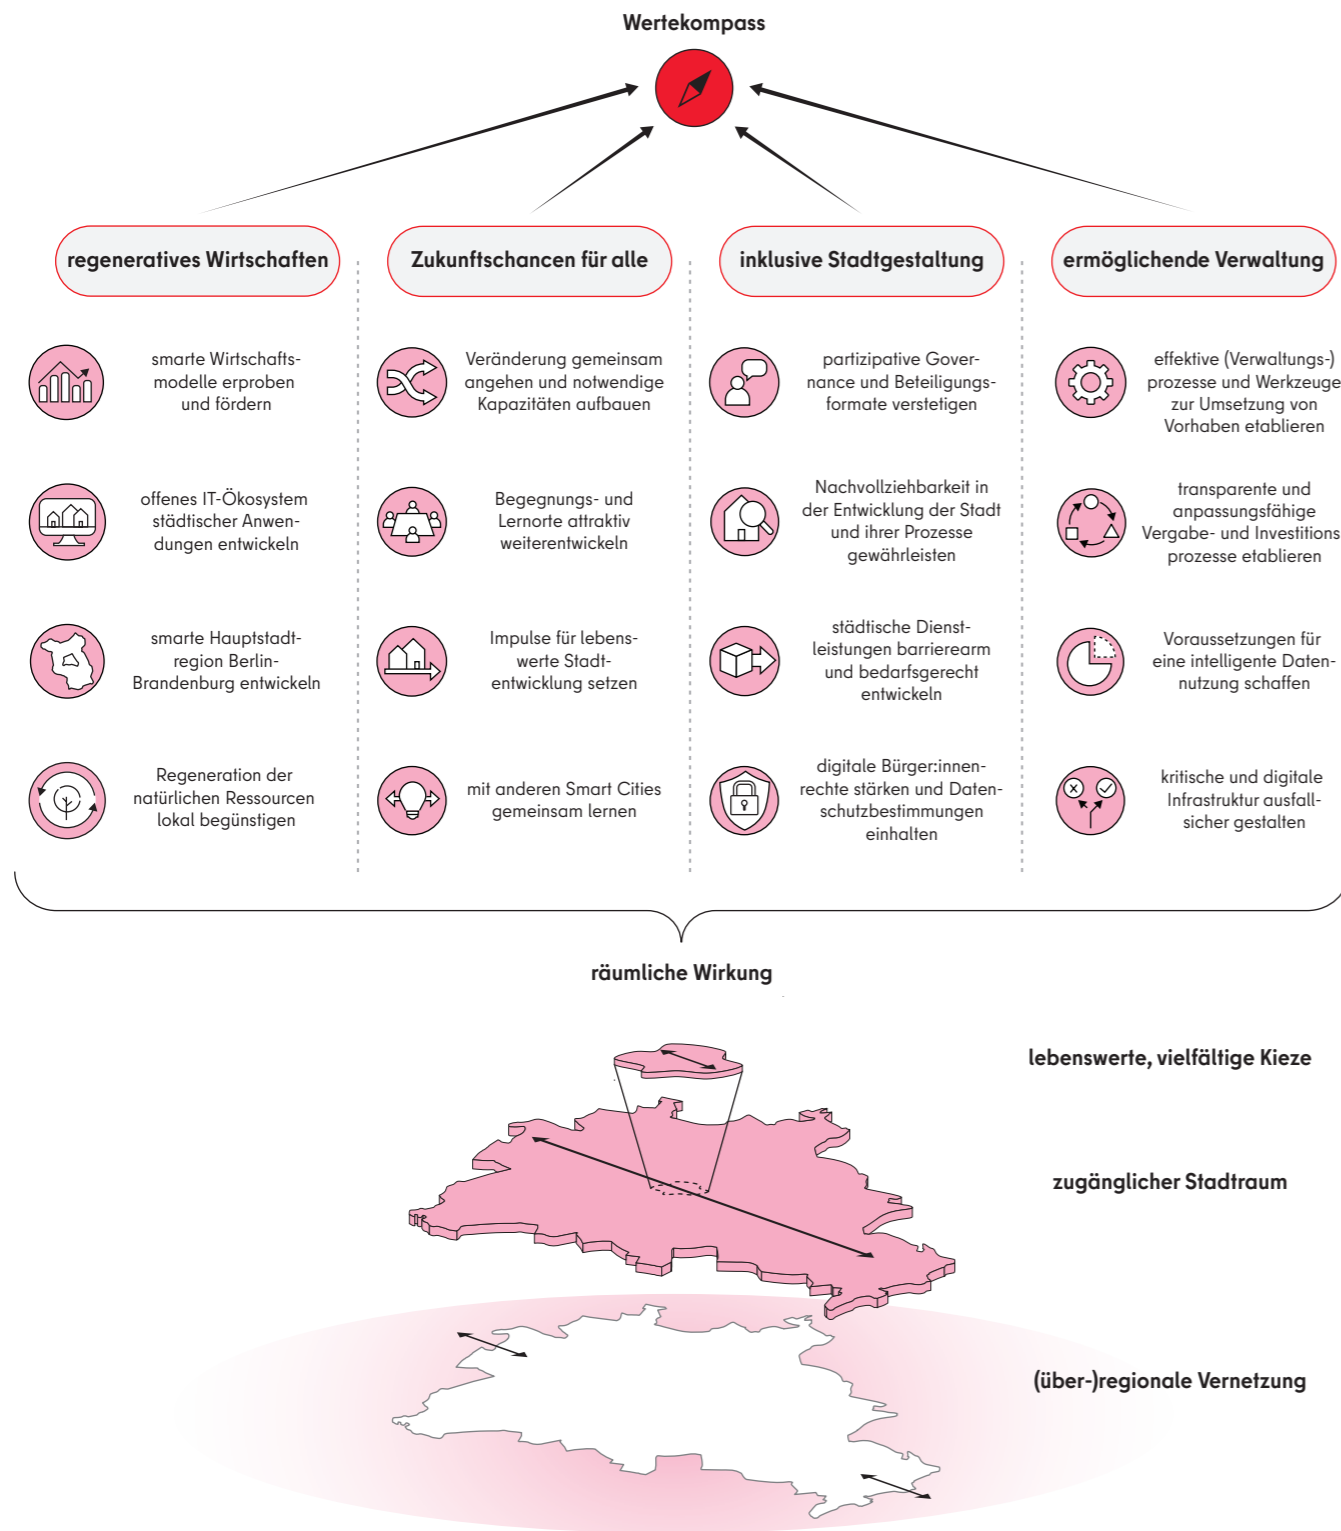 Wertekompass
regeneratives Wirtschaften
smarte Wirtschafts-
modelle erproben
und fördern
offenes IT-Ökosystem
städtischer Anwen-
dungen entwickeln
smarte Hauptstadt-
region Berlin-
Brandenburg entwickeln
Regeneration der
natürlichen Ressourcen
lokal begünstigen
Zukunftschancen für alle
Veränderung gemeinsam
angehen und notwendige
Kapazitäten aufbauen
Begegnungs- und
Lernorte attraktiv
weiterentwickeln
Impulse für lebens-
werte Stadt-
entwicklung setzen
mit anderen Smart Cities
gemeinsam lernen
inklusive Stadtgestaltung
partizipative Gover-
nance und Beteiligungs-
formate verstetigen
Nachvollziehbarkeit in
der Entwicklung der Stadt
und ihrer Prozesse
gewährleisten
städtische Dienst-
leistungen barrierearm
und bedarfsgerecht
entwickeln
digitale Bürger:innen-
rechte stärken und Daten-
schutzbestimmungen
einhalten
ermöglichende Verwaltung
effektive (Verwaltungs-)
prozesse und Werkzeuge
zur Umsetzung von
Vorhaben etablieren
transparente und
anpassungsfähige
Vergabe- und Investitions
prozesse etablieren
Voraussetzungen für
eine intelligente Daten-
nutzung schaffen
kritische und digitale
Infrastruktur ausfall-
sicher gestalten
räumliche Wirkung
lebenswerte, vielfältige Kieze
zugänglicher Stadtraum
(über-)regionale Vernetzung